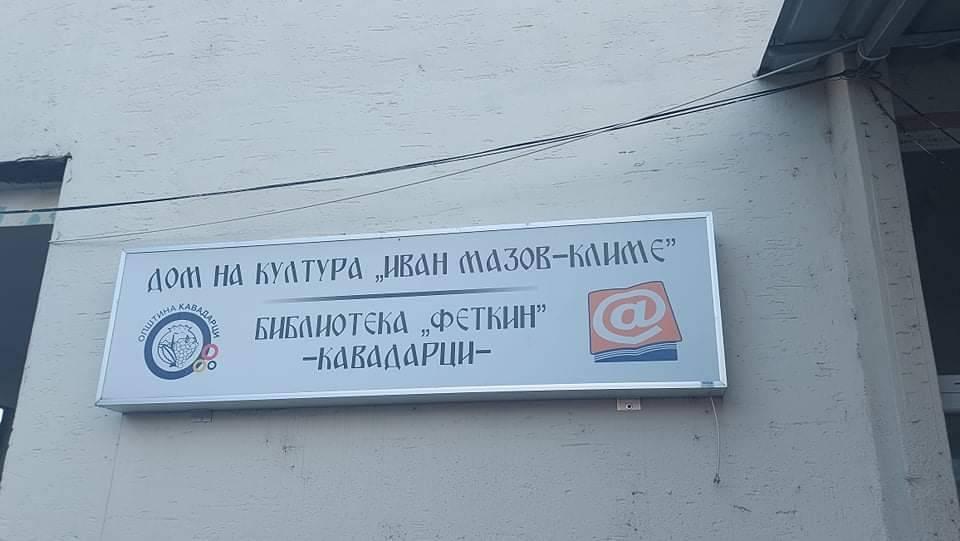 ДОМ НА КУЛТУРА „ИВАН МАЗОВ-КЛИМЕ”
ОПШТИНА КАВАДАРЦИ
БИБЛИОТЕКА „ФЕТКИН”
-КАВАДАРЦИ-
@